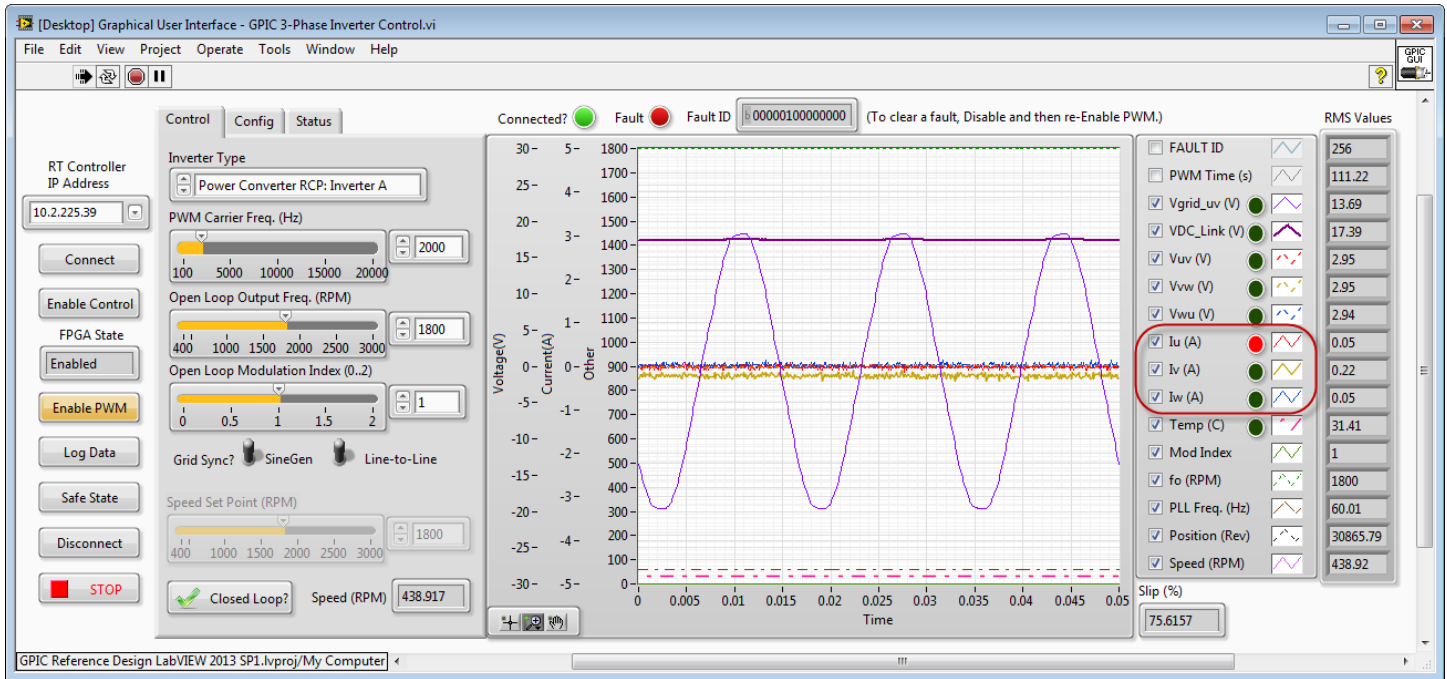 [Desktop] Graphical User Interface - GPIC 3-Phase Inverter Control.vi
File Edit View Project Operate Tools Window Help
GPIC
GUI
RT Controller
IP Address
10.2.225.39
Connect
Enable Control
FPGA State
Enabled
Enable PWM
Log Data
Safe State
Disconnect
STOP
Control Config Status
Inverter Type
Power Converter RCP: Inverter A
PWM Carrier Freq. (Hz)
2000
100 5000 10000 15000 20000
Open Loop Output Freq. (RPM)
1800
400 1000 1500 2000 2500 3000
Open Loop Modulation Index (0..2)
1
0 0.5 1 1.5 2
Grid Sync? SineGen Line-to-Line
Speed Set Point (RPM)
1800
400 1000 1500 2000 2500 3000
Closed Loop? Speed (RPM) 438.917
Connected? Fault Fault ID b 00000100000000 (To clear a fault, Disable and then re-Enable PWM.)
Voltage(V)
30
25
20
15
10
5
0
-5
-10
-15
-20
-25
-30
Current(A)
5
4
3
2
1
0
-1
-2
-3
-4
-5
Other
1800
1700
1600
1500
1400
1300
1200
1100
1000
900
800
700
600
500
400
300
200
100
0
0 0.005 0.01 0.015 0.02 0.025 0.03 0.035 0.04 0.045 0.05
Time
RMS Values
FAULT ID 256
PWM Time (s) 111.22
Vgrid_uv (V) 13.69
VDC_Link (V) 17.39
Vuv (V) 2.95
Vvw (V) 2.95
Vwu (V) 2.94
Iu (A) 0.05
Iv (A) 0.22
Iw (A) 0.05
Temp (C) 31.41
Mod Index 1
fo (RPM) 1800
PLL Freq. (Hz) 60.01
Position (Rev) 30865.79
Speed (RPM) 438.92
Slip (%)
75.6157
GPIC Reference Design LabVIEW 2013 SP1.lvproj/My Computer